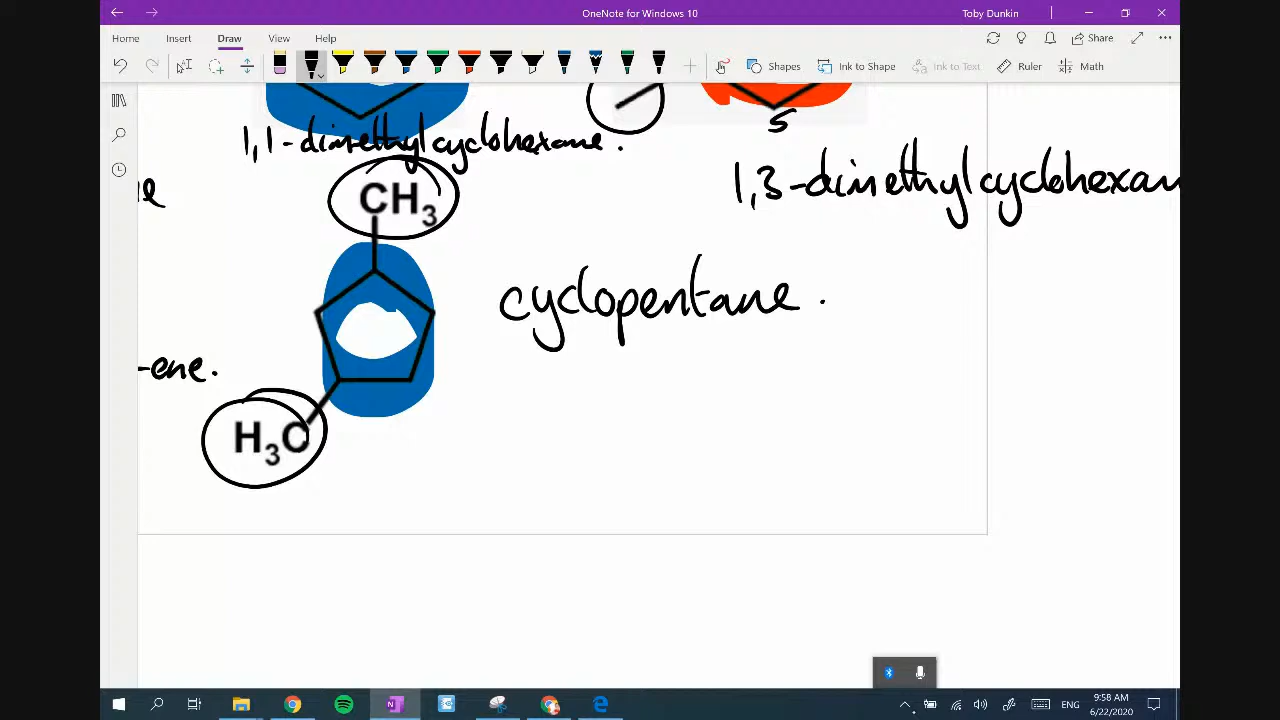 OneNote for Windows 10
Toby Dunkin
Home Insert Draw View Help
Share
Shapes Ink to Shape Ink to Text Ruler Math
S
1,1-dimethylcyclohexane.
1,3-dimethylcyclohexan
ne
CH3
cyclopentane.
-ene.
H3C
ENG
9:58 AM
6/22/2020